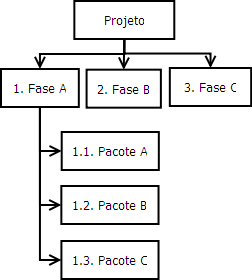 Projeto
1. Fase A
2. Fase B
3. Fase C
1.1. Pacote A
1.2. Pacote B
1.3. Pacote C